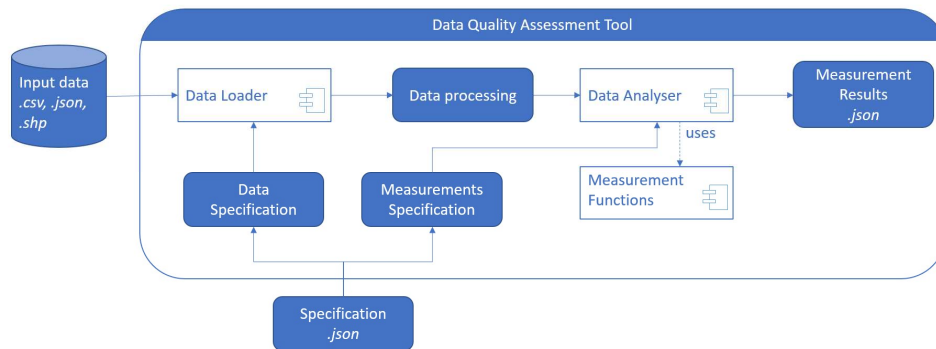 Data Quality Assessment Tool
Input data
.csv, .json,
.shp
Data Loader
Data processing
Data Analyser
Measurement
Results
.json
uses
Data
Specification
Measurements
Specification
Measurement
Functions
Specification
.json